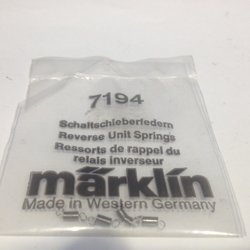 7194
Schaltschieberfedern
Reverse Unit Springs
Ressorts de rappel du
relais inverseur
märklin
Made in Western Germany